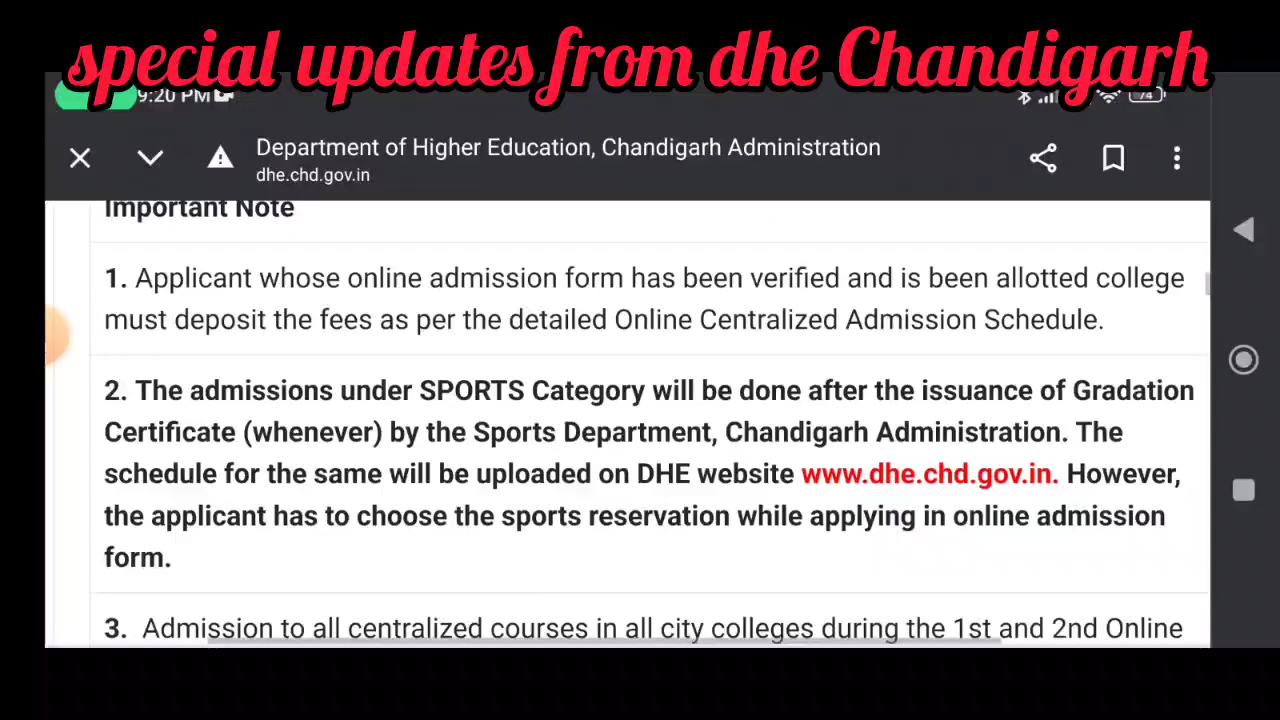 special updates from dhe Chandigarh
9:20 PM
74
Department of Higher Education, Chandigarh Administration
dhe.chd.gov.in
Important Note
1. Applicant whose online admission form has been verified and is been allotted college
must deposit the fees as per the detailed Online Centralized Admission Schedule.
2. The admissions under SPORTS Category will be done after the issuance of Gradation
Certificate (whenever) by the Sports Department, Chandigarh Administration. The
schedule for the same will be uploaded on DHE website www.dhe.chd.gov.in. However,
the applicant has to choose the sports reservation while applying in online admission
form.
3. Admission to all centralized courses in all city colleges during the 1st and 2nd Online